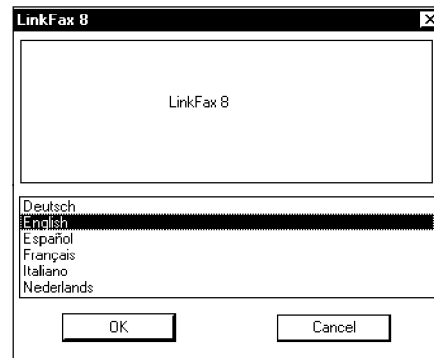 LinkFax 8
LinkFax 8
Deutsch
English
Español
Français
Italiano
Nederlands
OK
Cancel